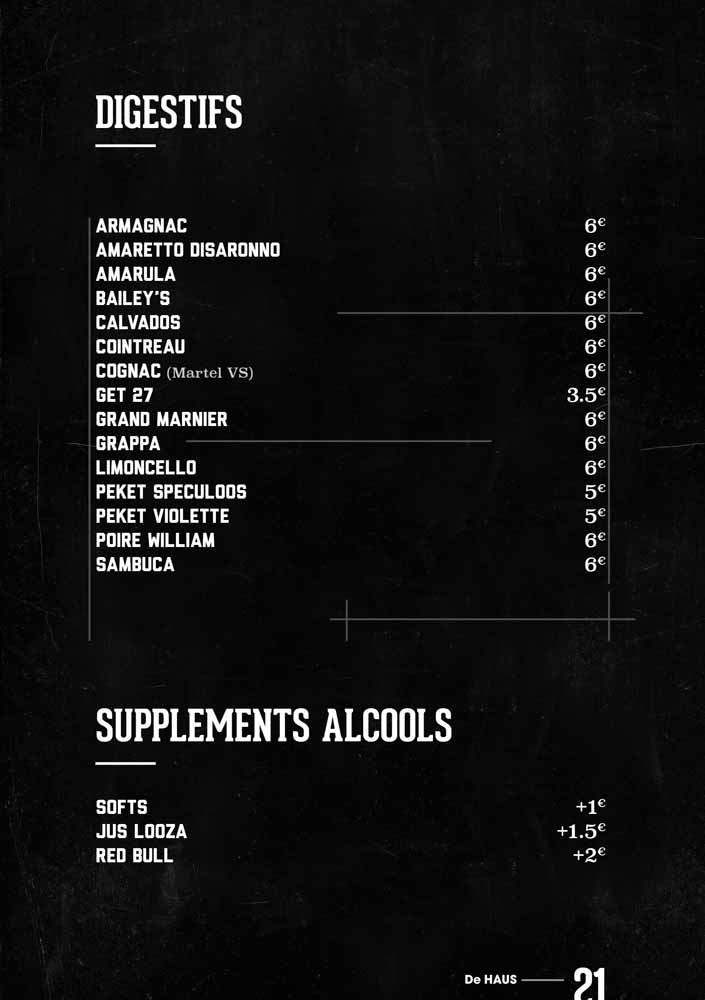 DIGESTIFS
ARMAGNAC 6€
AMARETTO DISARONNO 6€
AMARULA 6€
BAILEY'S 6€
CALVADOS 6€
COINTREAU 6€
COGNAC (Martel VS) 6€
GET 27 3.5€
GRAND MARNIER 6€
GRAPPA 6€
LIMONCELLO 6€
PEKET SPECULOOS 5€
PEKET VIOLETTE 5€
POIRE WILLIAM 6€
SAMBUCA 6€
SUPPLEMENTS ALCOOLS
SOFTS +1€
JUS LOOZA +1.5€
RED BULL +2€
De HAUS 21